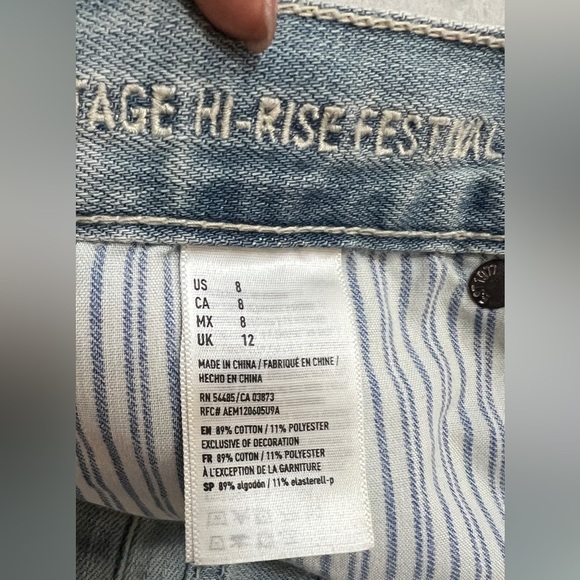 TAGE HI-RISE FESTIVAL
US 8
CA 8
MX 8
UK 12
MADE IN CHINA / FABRIQUÉ EN CHINE /
HECHO EN CHINA
RN 54485/CA 03873
RFC# AEM120605U9A
EN 89% COTTON / 11% POLYESTER
EXCLUSIVE OF DECORATION
FR 89% COTON / 11% POLYESTER
À L'EXCEPTION DE LA GARNITURE
SP 89% algodón / 11% elasterell-p
1977